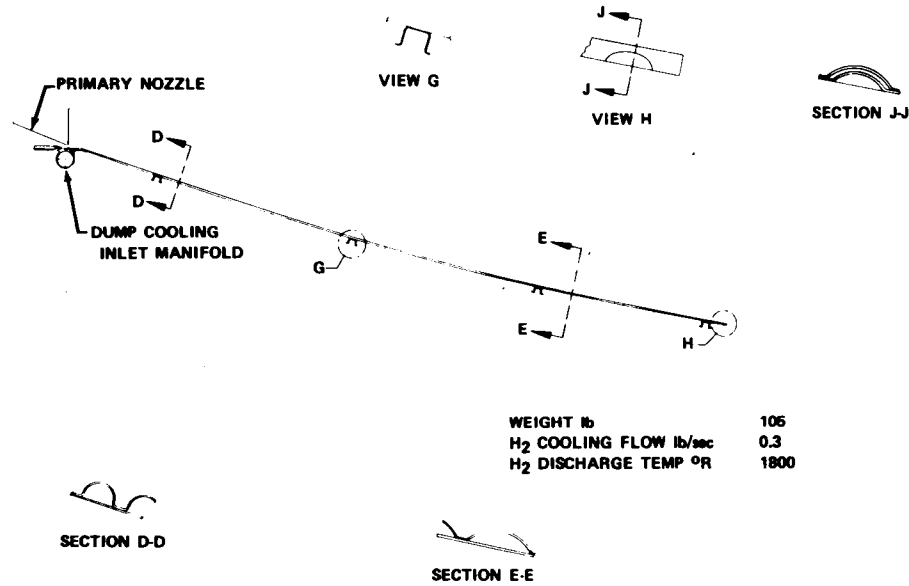 J
VIEW G
J
VIEW H
SECTION J-J
PRIMARY NOZZLE
D
D
DUMP COOLING
INLET MANIFOLD
G
E
E
H
WEIGHT lb 105
H2 COOLING FLOW lb/sec 0.3
H2 DISCHARGE TEMP °R 1800
SECTION D-D
SECTION E-E